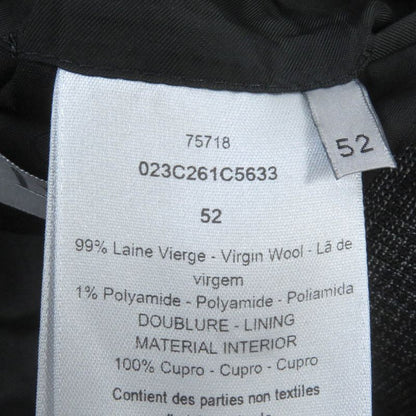 75718
023C261C5633
52
52
99% Laine Vierge - Virgin Wool - Lã de
virgem
1% Polyamide - Polyamide - Poliamida
DOUBLURE - LINING
MATERIAL INTERIOR
100% Cupro - Cupro - Cupro
Contient des parties non textiles